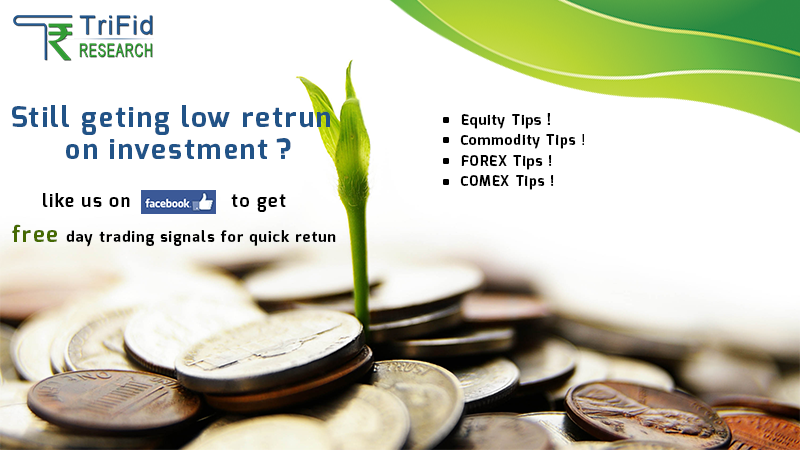 TriFid
RESEARCH
Still geting low retrun
on investment ?
like us on facebook to get
free day trading signals for quick retun
Equity Tips !
Commodity Tips !
FOREX Tips !
COMEX Tips !